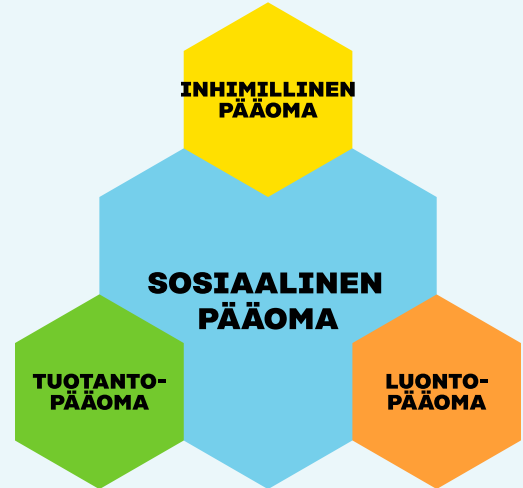 INHIMILLINEN
PÄÄOMA
SOSIAALINEN
PÄÄOMA
TUOTANTO-
PÄÄOMA
LUONTO-
PÄÄOMA